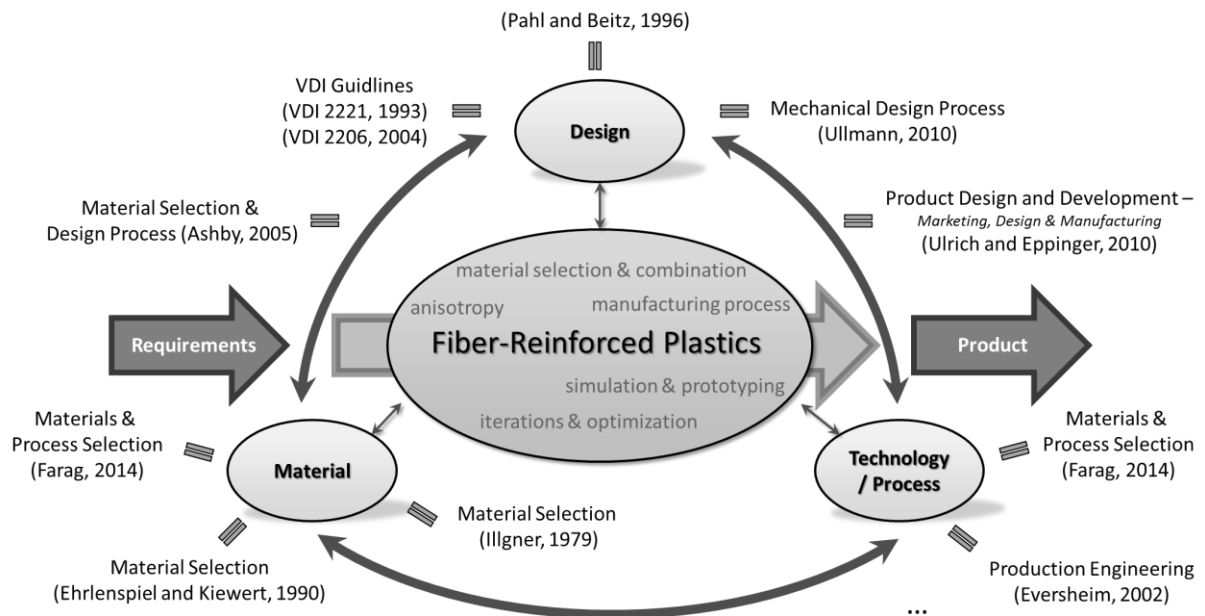 (Pahl and Beitz, 1996)
VDI Guidlines
(VDI 2221, 1993)
(VDI 2206, 2004)
Design
Mechanical Design Process
(Ullmann, 2010)
Material Selection &
Design Process (Ashby, 2005)
Product Design and Development –
Marketing, Design & Manufacturing
(Ulrich and Eppinger, 2010)
material selection & combination
anisotropy
manufacturing process
Requirements
Fiber-Reinforced Plastics
Product
simulation & prototyping
iterations & optimization
Materials &
Process Selection
(Farag, 2014)
Material
Technology
/ Process
Materials &
Process Selection
(Farag, 2014)
Material Selection
(Illgner, 1979)
Material Selection
(Ehrlenspiel and Kiewert, 1990)
Production Engineering
(Eversheim, 2002)
...